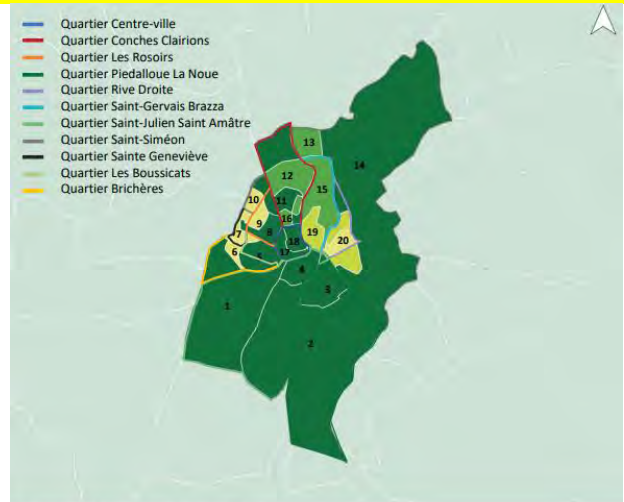 Quartier Centre-ville
Quartier Conches Clairions
Quartier Les Rosoirs
Quartier Piedalloue La Noue
Quartier Rive Droite
Quartier Saint-Gervais Brazza
Quartier Saint-Julien Saint Amâtre
Quartier Saint-Siméon
Quartier Sainte Geneviève
Quartier Les Boussicats
Quartier Brichères
13
14
12
15
10
11
16
9
7
8
19
20
18
6
5
17
4
3
1
2